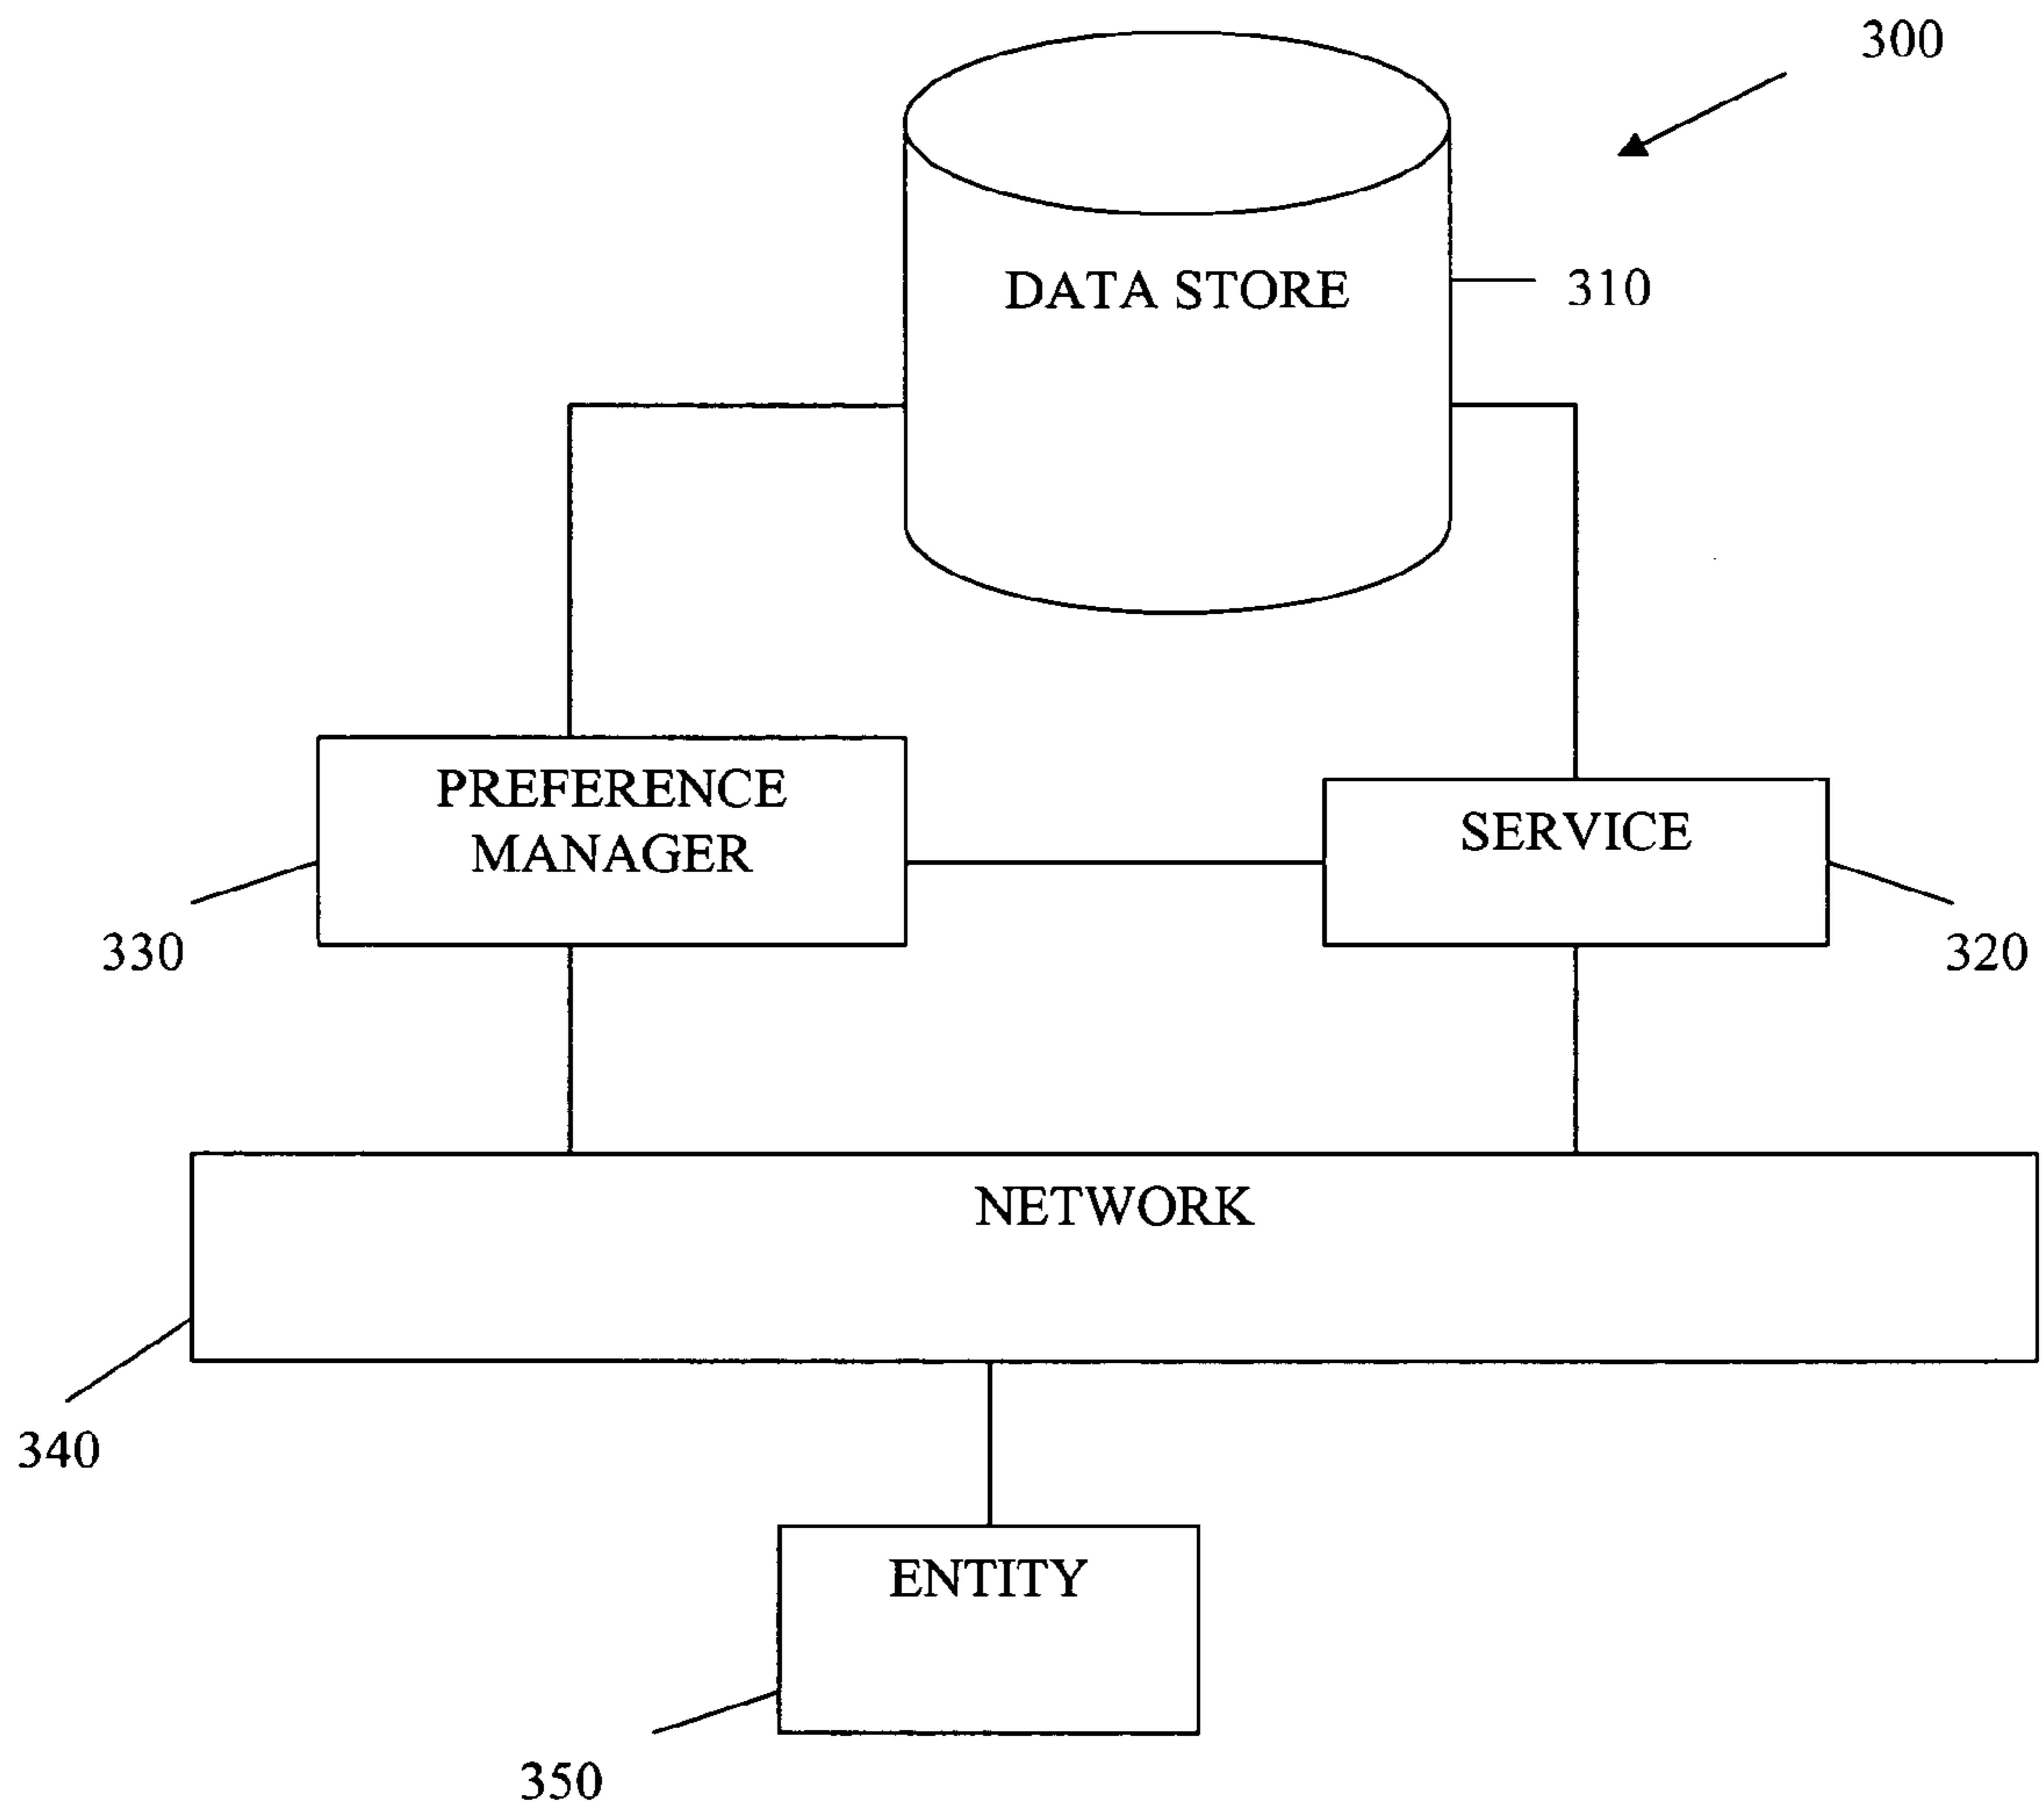 300
DATA STORE
310
PREFERENCE
MANAGER
SERVICE
330
320
NETWORK
340
ENTITY
350